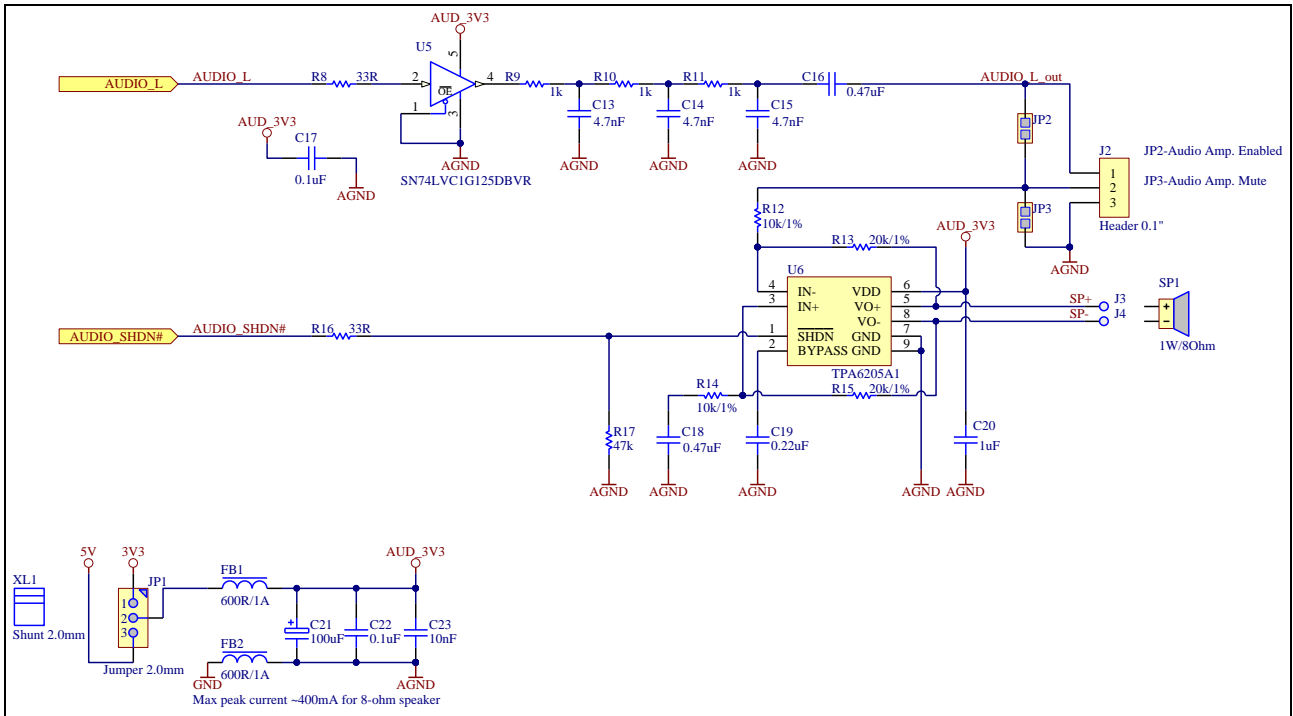 AUD_3V3
U5
AUDIO_L
AUDIO_L
R8
33R
2
5
OE
4
1
3
R9
1k
R10
1k
R11
1k
C16
0.47uF
AUDIO_L_out
C13
4.7nF
C14
4.7nF
C15
4.7nF
AGND
AGND
AGND
AGND
SN74LVC1G125DBVR
AUD_3V3
C17
0.1uF
AGND
JP2
J2
1
2
3
Header 0.1"
JP2-Audio Amp. Enabled
JP3-Audio Amp. Mute
JP3
AGND
R12
10k/1%
R13
20k/1%
AUD_3V3
U6
4
IN-
VDD
6
3
IN+
VO+
5
VO-
8
1
SHDN
GND
7
2
BYPASS
GND
9
TPA6205A1
SP+
J3
SP-
J4
SP1
+
-
1W/8Ohm
AUDIO_SHDN#
AUDIO_SHDN#
R16
33R
R14
10k/1%
R15
20k/1%
R17
47k
C18
0.47uF
C19
0.22uF
C20
1uF
AGND
AGND
AGND
AGND
AGND
XL1
Shunt 2.0mm
5V
3V3
JP1
1
2
3
Jumper 2.0mm
FB1
600R/1A
AUD_3V3
+
C21
100uF
C22
0.1uF
C23
10nF
FB2
600R/1A
GND
AGND
Max peak current ~400mA for 8-ohm speaker